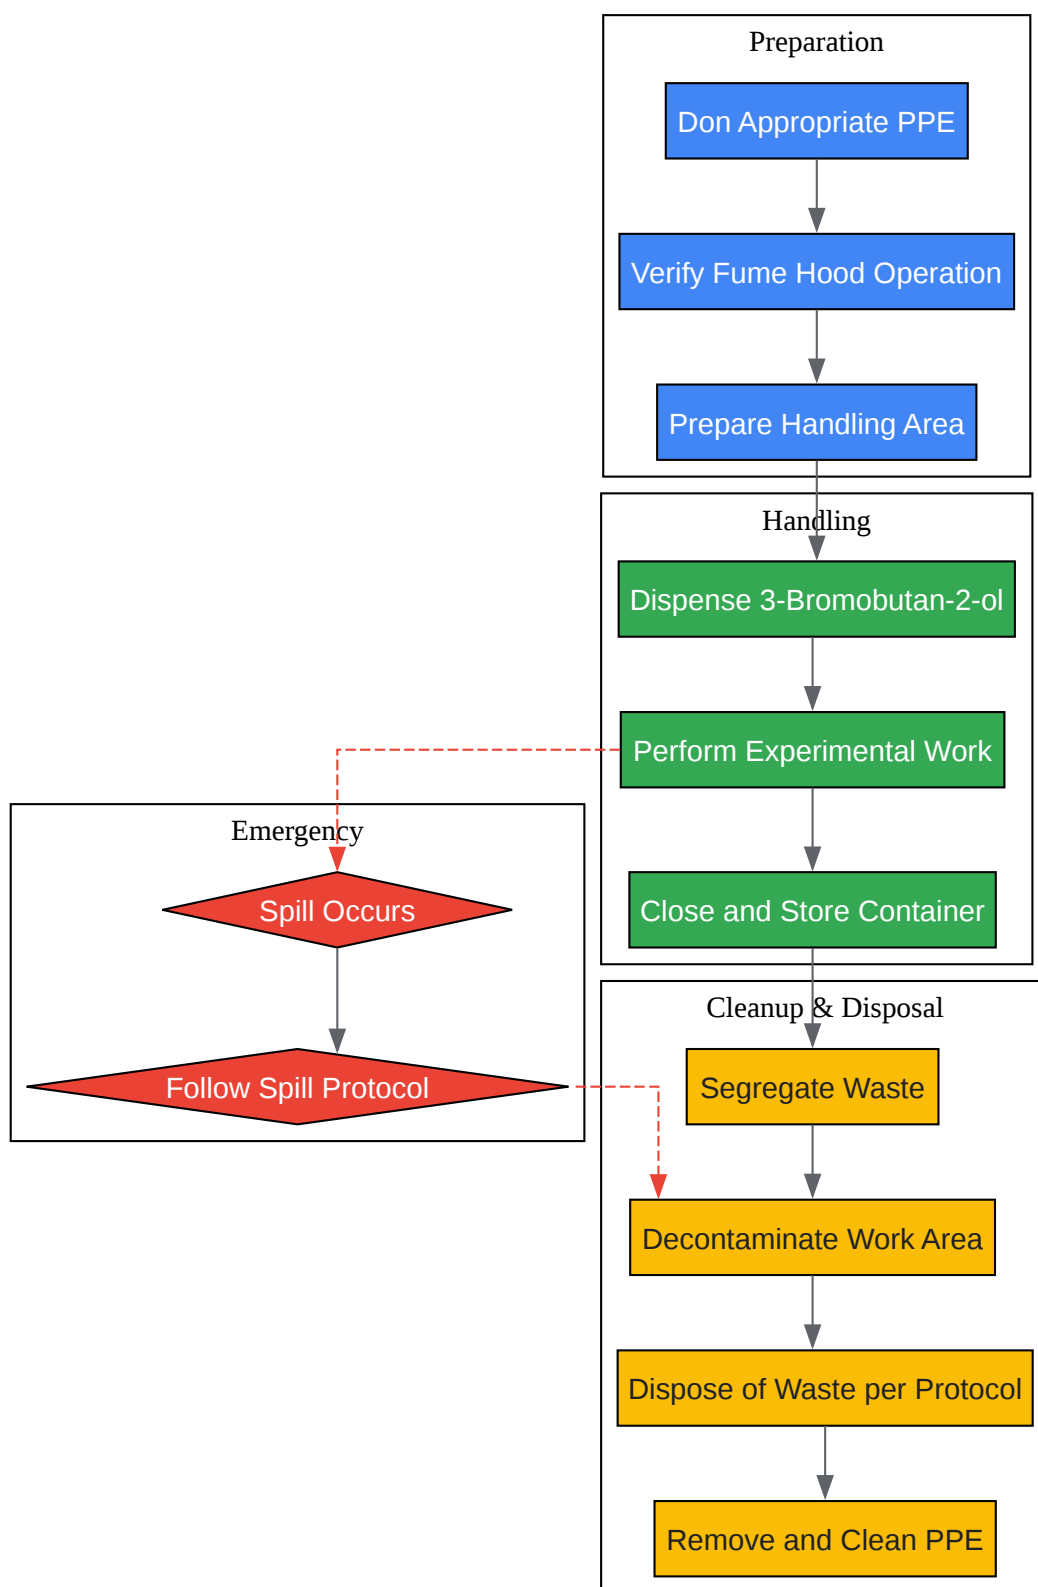 Preparation
Don Appropriate PPE
Verify Fume Hood Operation
Prepare Handling Area
Handling
Dispense 3-Bromobutan-2-ol
Perform Experimental Work
Close and Store Container
Emergency
Spill Occurs
Follow Spill Protocol
Cleanup & Disposal
Segregate Waste
Decontaminate Work Area
Dispose of Waste per Protocol
Remove and Clean PPE